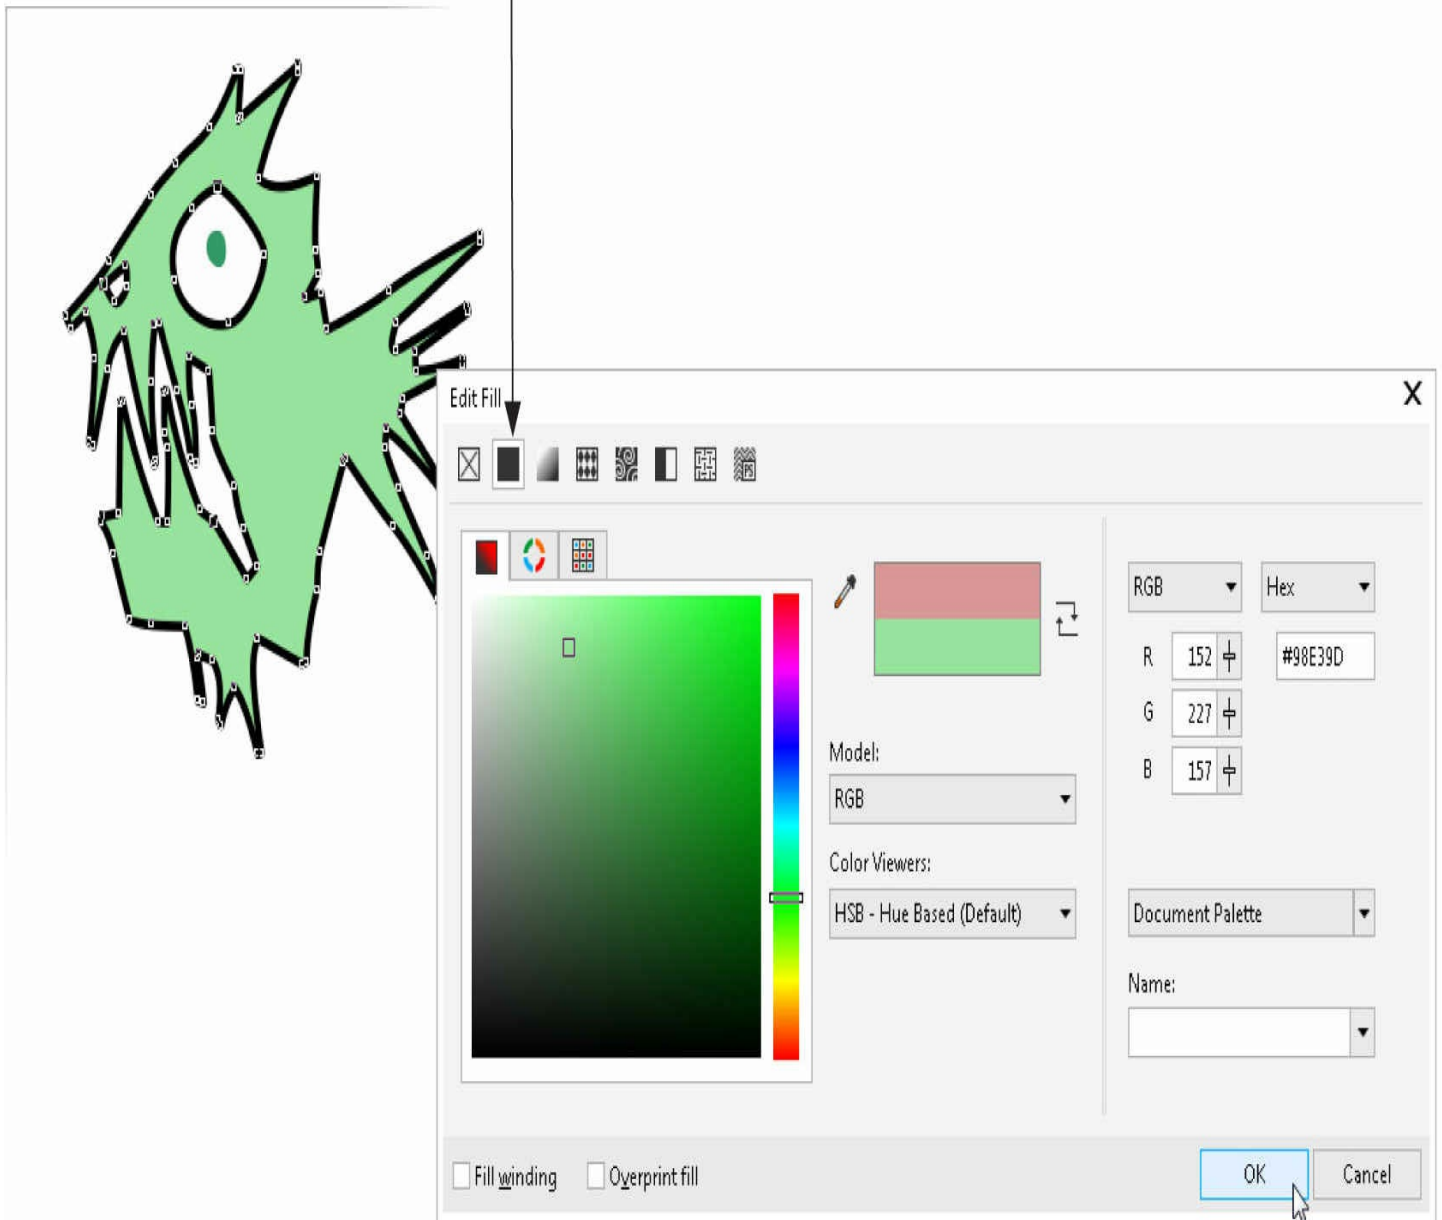 Edit Fill
X
PS
RGB
Hex
R
152
#98E39D
G
227
B
157
Model:
RGB
Color Viewers:
HSB - Hue Based (Default)
Document Palette
Name:
Fill winding
Overprint fill
OK
Cancel